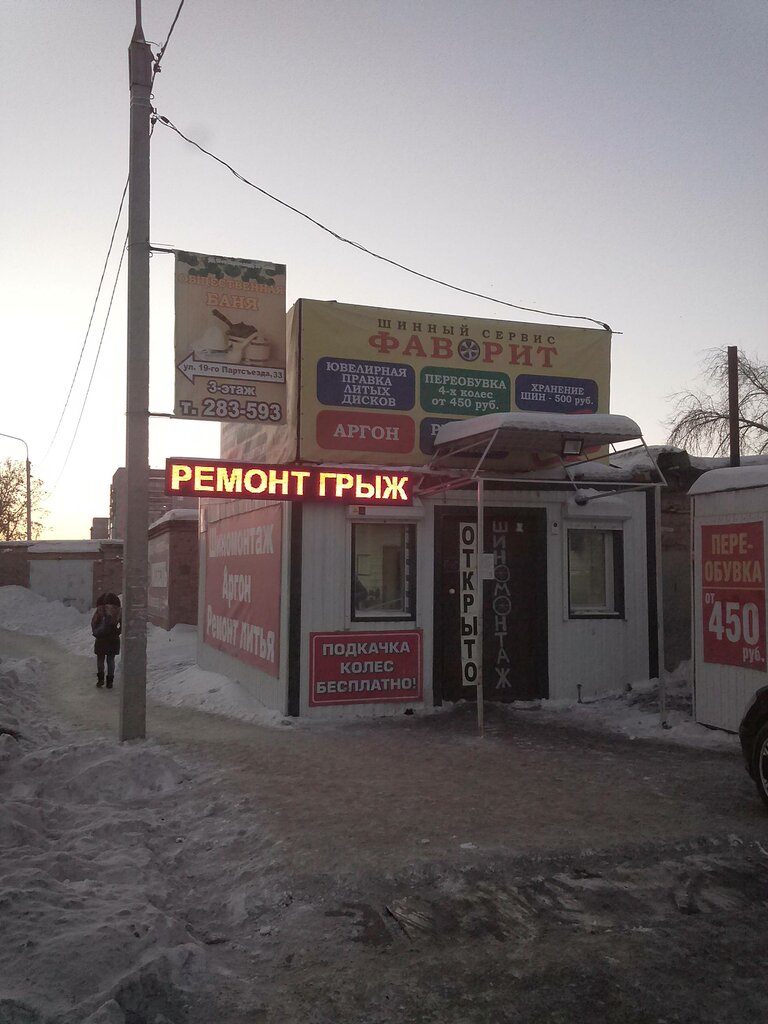 ОБЩЕСТВЕННАЯ
БАНЯ
ул. 19-го Партсъезда,33
3-этаж
т. 283-593
ШИННЫЙ СЕРВИС
ФАВОРИТ
ЮВЕЛИРНАЯ
ПРАВКА
ЛИТЫХ
ДИСКОВ
ПЕРЕОБУВКА
4-х колес
от 450 руб.
ХРАНЕНИЕ
ШИН - 500 руб.
АРГОН
РЕМОНТ ГРЫЖ
Шиномонтаж
Аргон
Ремонт литья
ПОДКАЧКА
КОЛЕС
БЕСПЛАТНО!
ОТКРЫТО
ШИНОМОНТАЖ
ПЕРЕ-
ОБУВКА
от
450
руб.